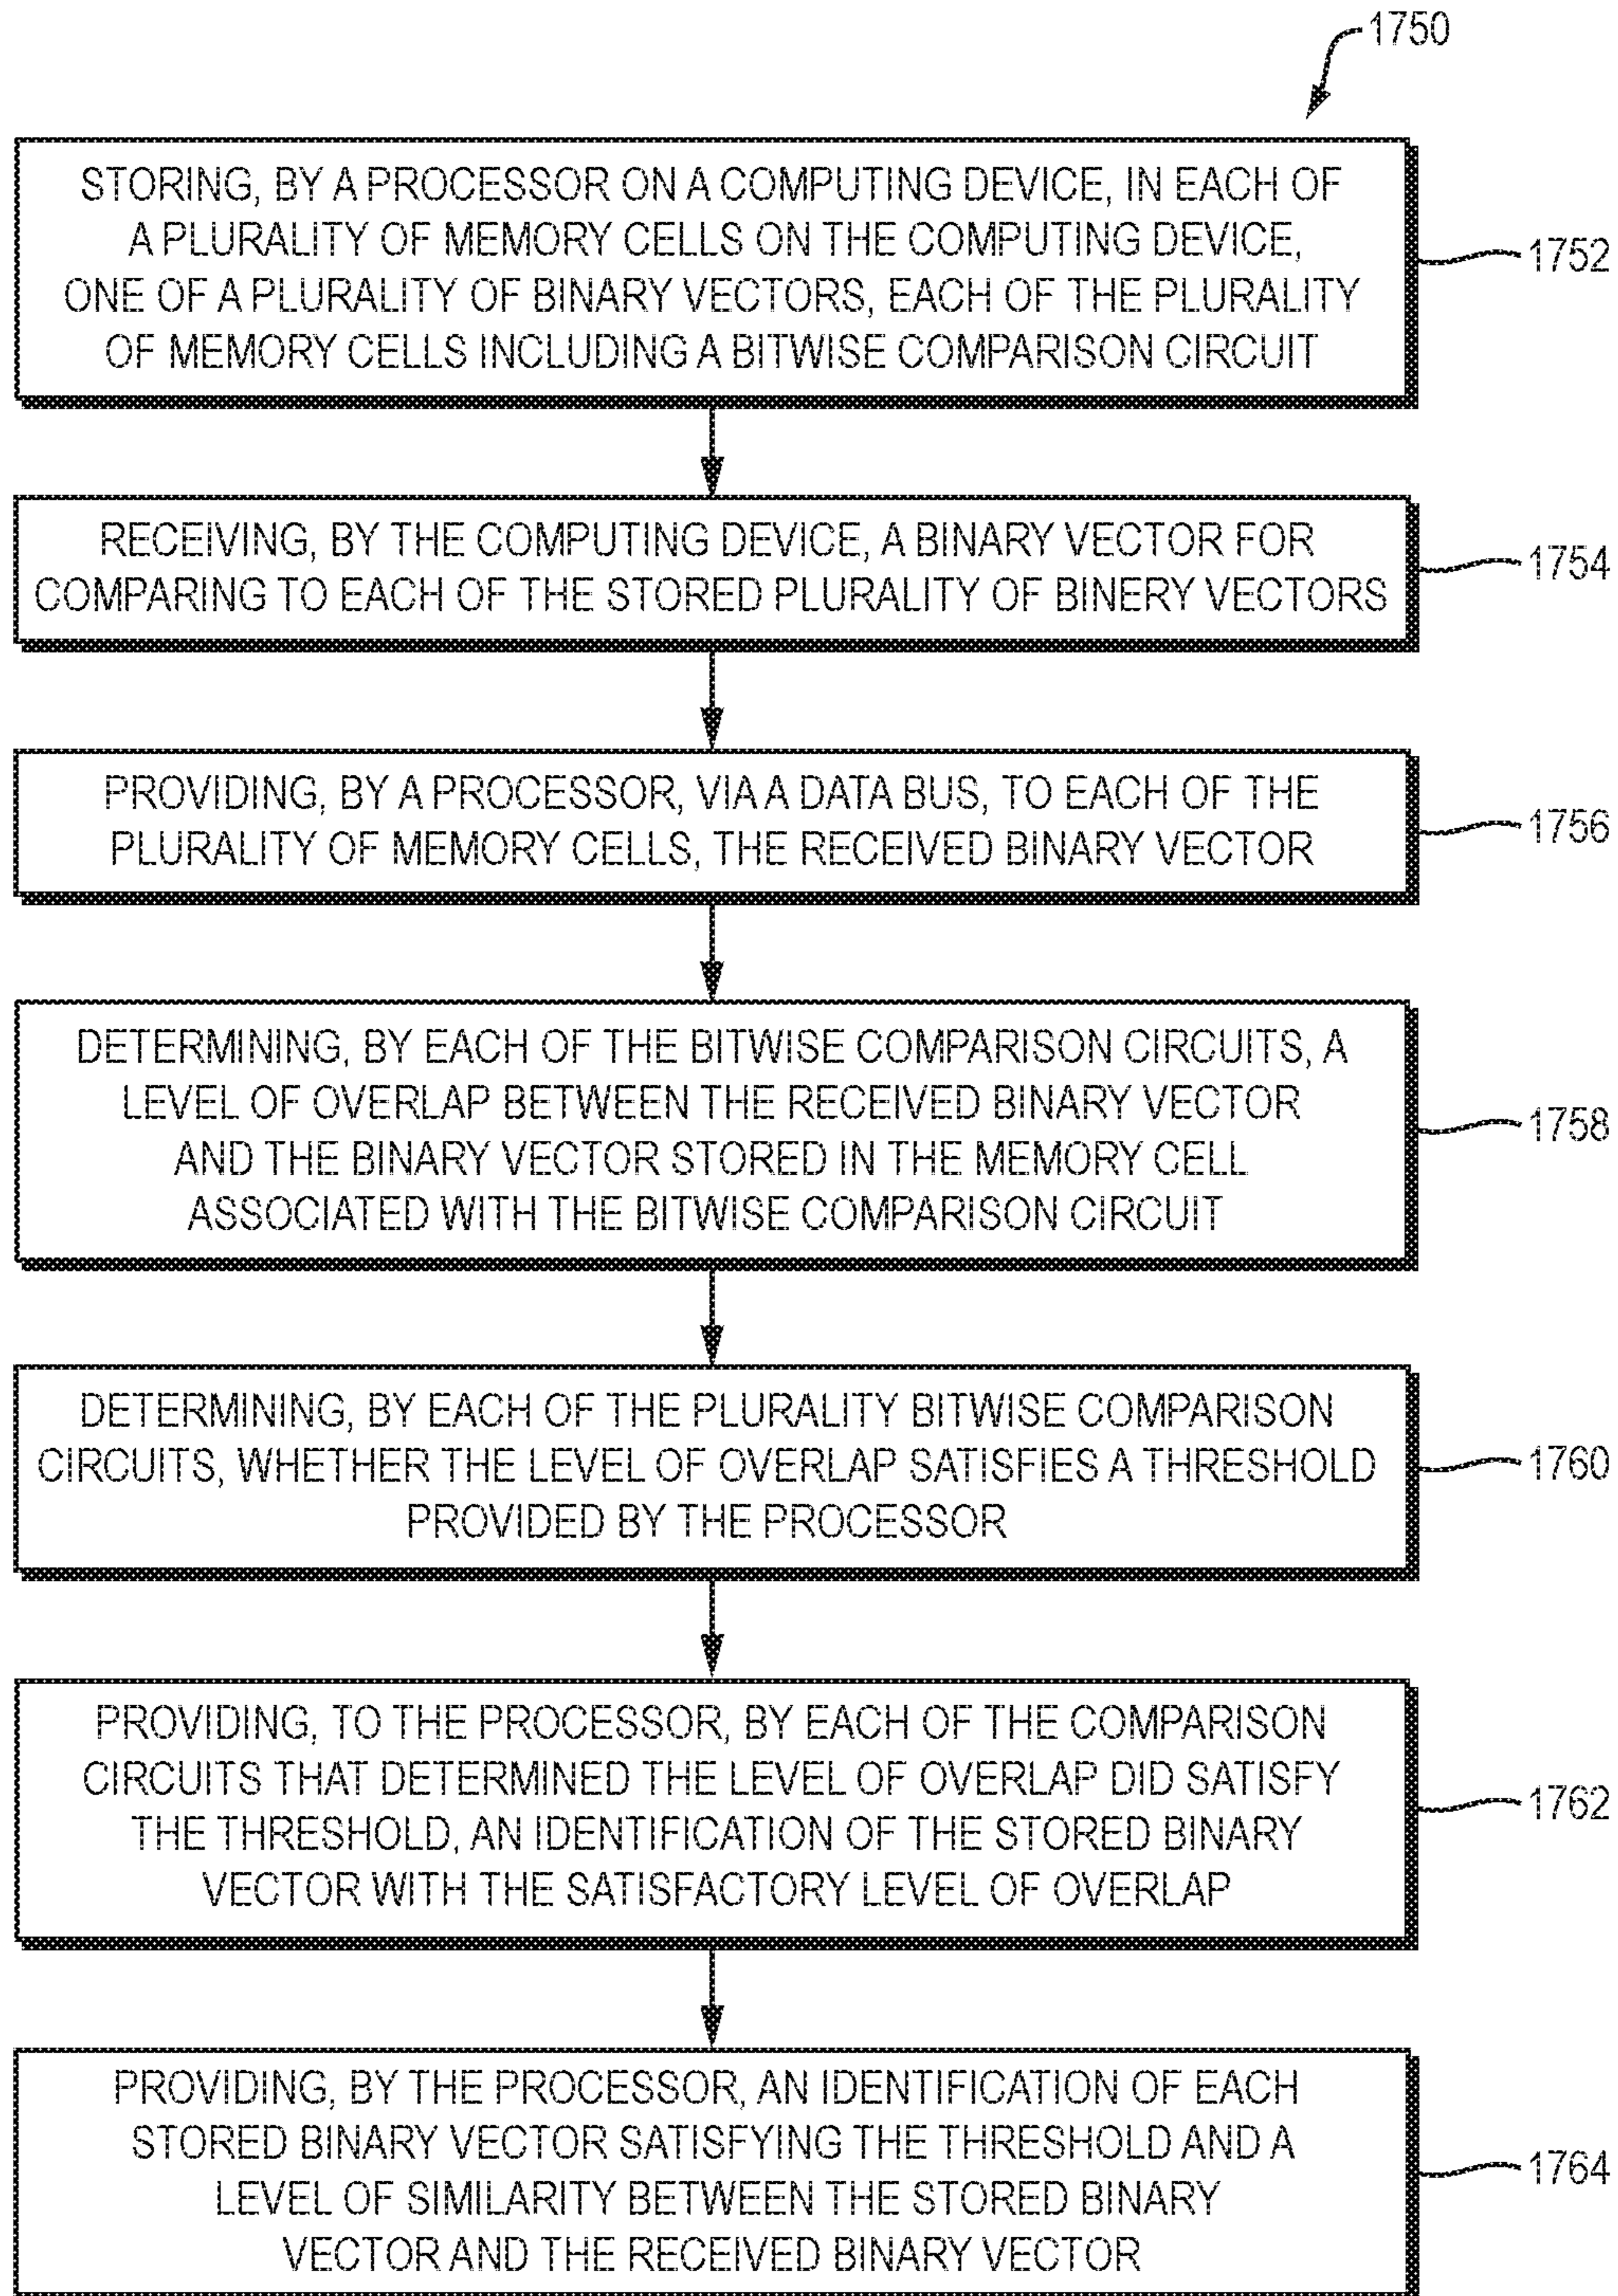 1750
STORING, BY A PROCESSOR ON A COMPUTING DEVICE, IN EACH OF
A PLURALITY OF MEMORY CELLS ON THE COMPUTING DEVICE,
ONE OF A PLURALITY OF BINARY VECTORS, EACH OF THE PLURALITY
OF MEMORY CELLS INCLUDING A BITWISE COMPARISON CIRCUIT
1752
RECEIVING, BY THE COMPUTING DEVICE, A BINARY VECTOR FOR
COMPARING TO EACH OF THE STORED PLURALITY OF BINERY VECTORS
1754
PROVIDING, BY A PROCESSOR, VIA A DATA BUS, TO EACH OF THE
PLURALITY OF MEMORY CELLS, THE RECEIVED BINARY VECTOR
1756
DETERMINING, BY EACH OF THE BITWISE COMPARISON CIRCUITS, A
LEVEL OF OVERLAP BETWEEN THE RECEIVED BINARY VECTOR
AND THE BINARY VECTOR STORED IN THE MEMORY CELL
ASSOCIATED WITH THE BITWISE COMPARISON CIRCUIT
1758
DETERMINING, BY EACH OF THE PLURALITY BITWISE COMPARISON
CIRCUITS, WHETHER THE LEVEL OF OVERLAP SATISFIES A THRESHOLD
PROVIDED BY THE PROCESSOR
1760
PROVIDING, TO THE PROCESSOR, BY EACH OF THE COMPARISON
CIRCUITS THAT DETERMINED THE LEVEL OF OVERLAP DID SATISFY
THE THRESHOLD, AN IDENTIFICATION OF THE STORED BINARY
VECTOR WITH THE SATISFACTORY LEVEL OF OVERLAP
1762
PROVIDING, BY THE PROCESSOR, AN IDENTIFICATION OF EACH
STORED BINARY VECTOR SATISFYING THE THRESHOLD AND A
LEVEL OF SIMILARITY BETWEEN THE STORED BINARY
VECTOR AND THE RECEIVED BINARY VECTOR
1764